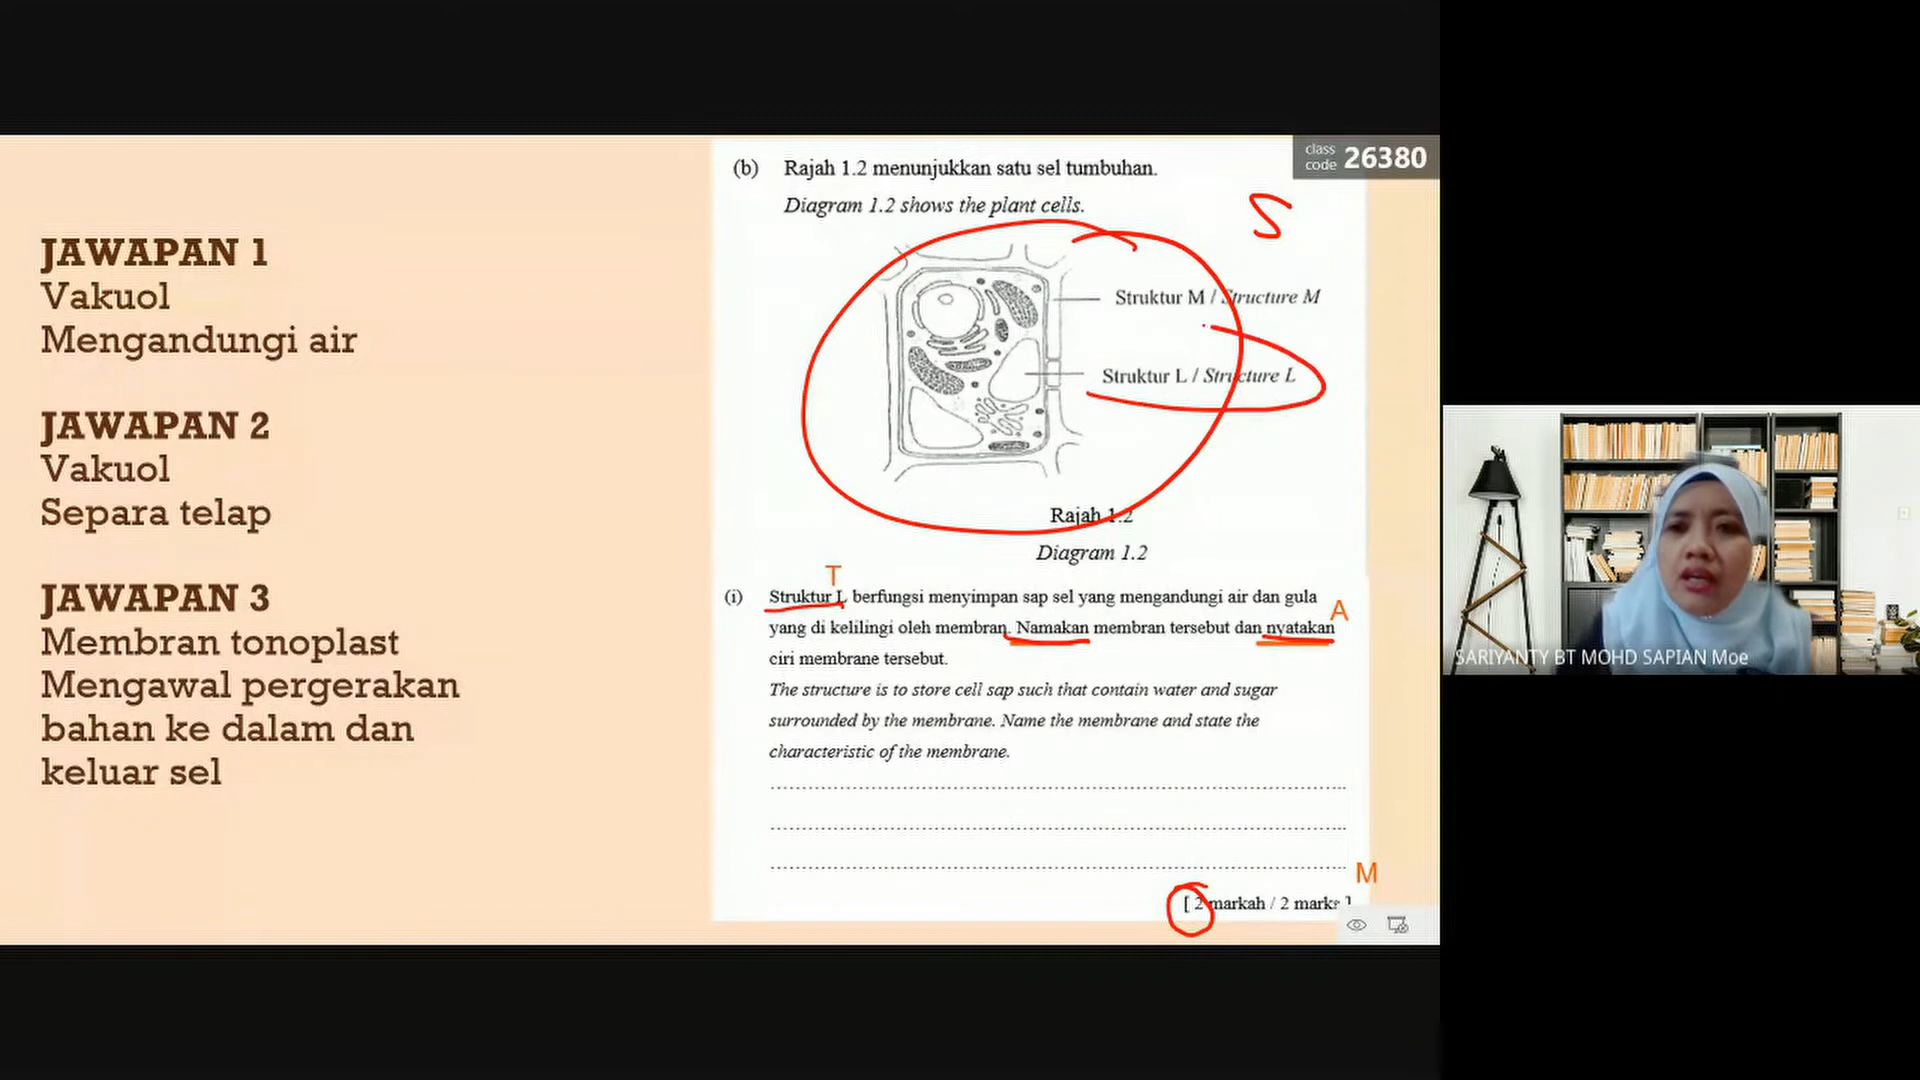 JAWAPAN 1
Vakuol
Mengandungi air
JAWAPAN 2
Vakuol
Separa telap
JAWAPAN 3
Membran tonoplast
Mengawal pergerakan
bahan ke dalam dan
keluar sel
class code 26380
(b) Rajah 1.2 menunjukkan satu sel tumbuhan.
Diagram 1.2 shows the plant cells.
S
Struktur M / Structure M
Struktur L / Structure L
Rajah 1.2
Diagram 1.2
T
(i) Struktur L berfungsi menyimpan sap sel yang mengandungi air dan gula
A
yang di kelilingi oleh membran. Namakan membran tersebut dan nyatakan
ciri membrane tersebut.
The structure is to store cell sap such that contain water and sugar
surrounded by the membrane. Name the membrane and state the
characteristic of the membrane.
M
[ 2 markah / 2 marks ]
SARIYANTY BT MOHD SAPIAN Moe